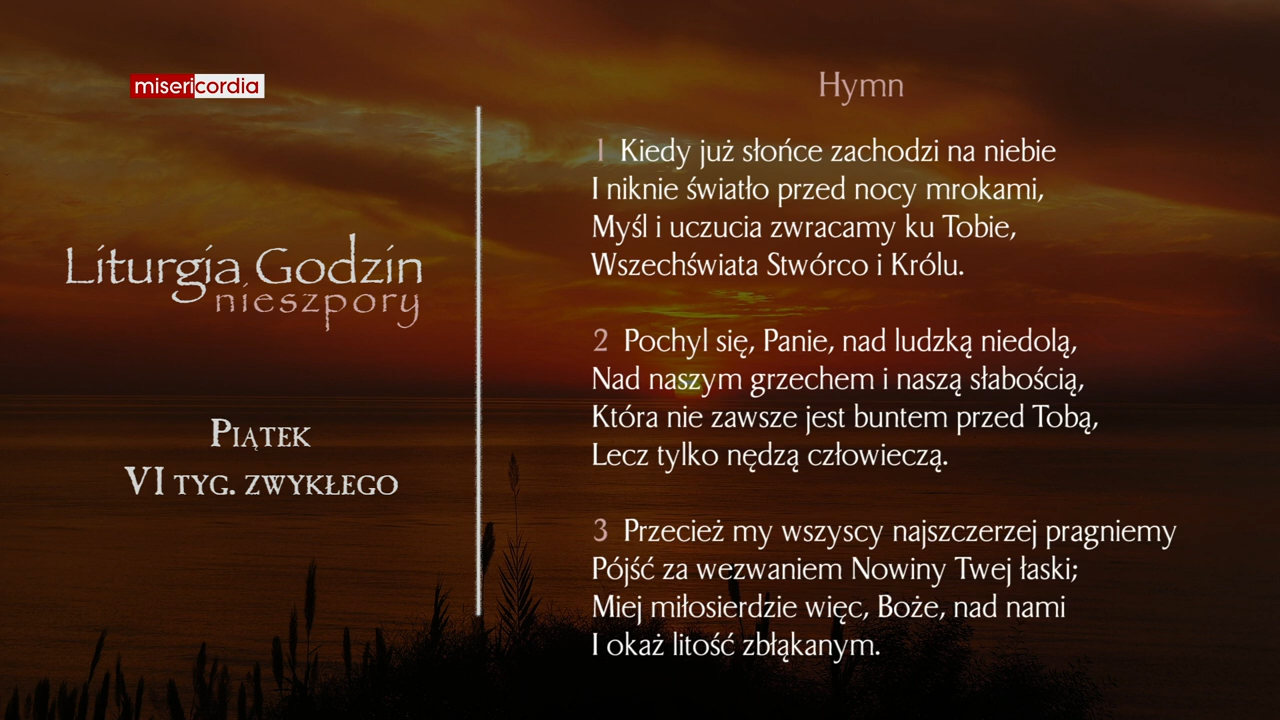 misericordia
Liturgia Godzin
nieszpory
Piątek
VI tyg. zwykłego
Hymn
1 Kiedy już słońce zachodzi na niebie
I niknie światło przed nocy mrokami,
Myśl i uczucia zwracamy ku Tobie,
Wszechświata Stwórco i Królu.
2 Pochyl się, Panie, nad ludzką niedolą,
Nad naszym grzechem i naszą słabością,
Która nie zawsze jest buntem przed Tobą,
Lecz tylko nędzą człowieczą.
3 Przecież my wszyscy najszczerzej pragniemy
Pójść za wezwaniem Nowiny Twej łaski;
Miej miłosierdzie więc, Boże, nad nami
I okaż litość zbłąkanym.